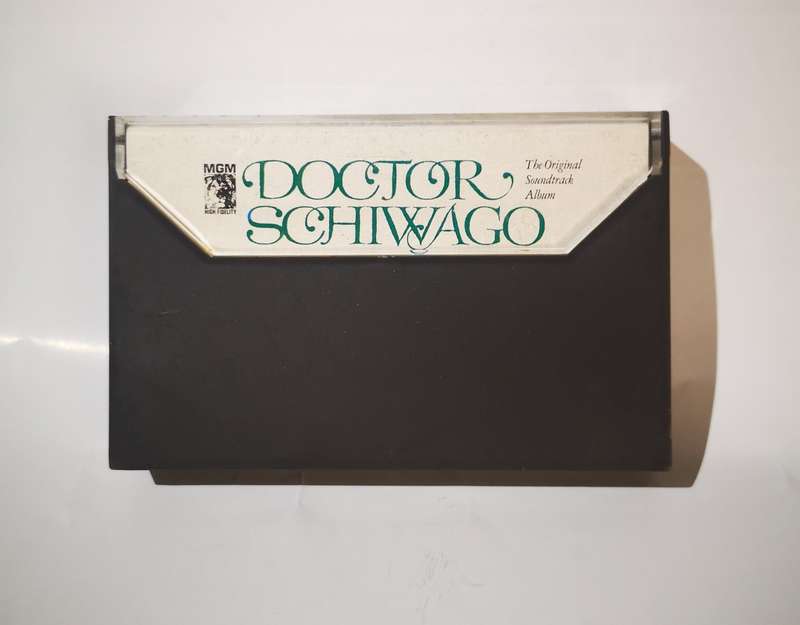 MGM
HIGH FIDELITY
DOCTOR
SCHIWAGO
The Original
Soundtrack
Album